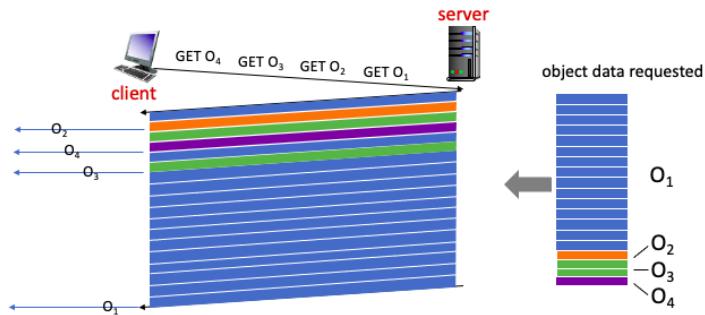 server
GET O₄ GET O₃ GET O₂ GET O₁
client
object data requested
O₂
O₄
O₃
O₁
O₁
O₂
O₃
O₄